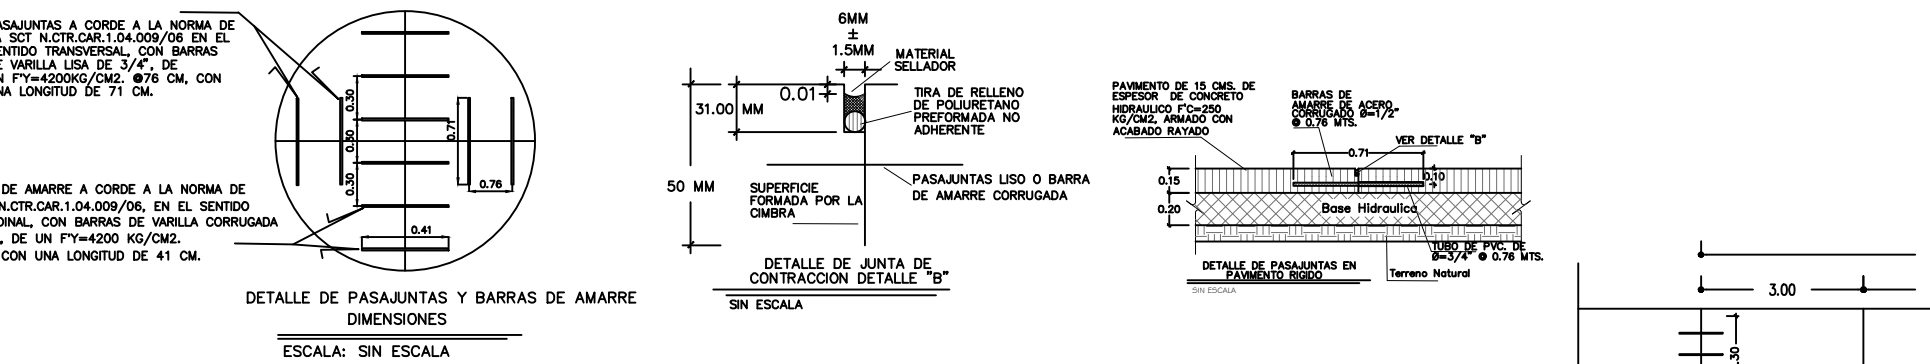 ASAJUNTAS A CORDE A LA NORMA DE
A SCT N.CTR.CAR.1.04.009/06 EN EL
ENTIDO TRANSVERSAL, CON BARRAS
E VARILLA LISA DE 3/4", DE
N F'Y=4200KG/CM2. @76 CM, CON
NA LONGITUD DE 71 CM.
DE AMARRE A CORDE A LA NORMA DE
N.CTR.CAR.1.04.009/06, EN EL SENTIDO
DINAL, CON BARRAS DE VARILLA CORRUGADA
, DE UN F'Y=4200 KG/CM2.
CON UNA LONGITUD DE 41 CM.
0.30
0.30
0.30
0.71
0.76
0.41
DETALLE DE PASAJUNTAS Y BARRAS DE AMARRE
DIMENSIONES
ESCALA: SIN ESCALA
6MM
±
1.5MM
MATERIAL
SELLADOR
0.01
31.00 MM
TIRA DE RELLENO
DE POLIURETANO
PREFORMADA NO
ADHERENTE
50 MM
SUPERFICIE
FORMADA POR LA
CIMBRA
PASAJUNTAS LISO O BARRA
DE AMARRE CORRUGADA
DETALLE DE JUNTA DE
CONTRACCION DETALLE "B"
SIN ESCALA
PAVIMENTO DE 15 CMS. DE
ESPESOR DE CONCRETO
HIDRAULICO F'C=250
KG/CM2, ARMADO CON
ACABADO RAYADO
BARRAS DE
AMARRE DE ACERO
CORRUGADO Ø=1/2"
@ 0.76 MTS.
VER DETALLE "B"
0.71
0.10
0.15
0.20
Base Hidraulica
TUBO DE PVC. DE
Ø=3/4" @ 0.76 MTS.
Terreno Natural
DETALLE DE PASAJUNTAS EN
PAVIMENTO RIGIDO
SIN ESCALA
3.00
.30